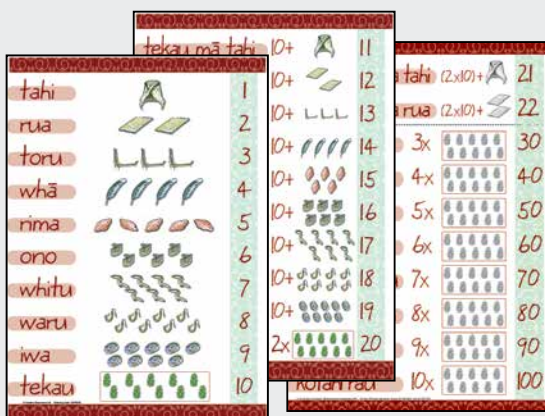 tahi 1
rua 2
toru 3
whā 4
rima 5
ono 6
whitu 7
waru 8
iwa 9
tekau 10
tekau mā tahi 10+ 11
10+ 12
10+ 13
10+ 14
10+ 15
10+ 16
10+ 17
10+ 18
10+ 19
2x 20
tahi (2x10)+ 21
rua (2x10)+ 22
3x 30
4x 40
5x 50
6x 60
7x 70
8x 80
9x 90
10x 100